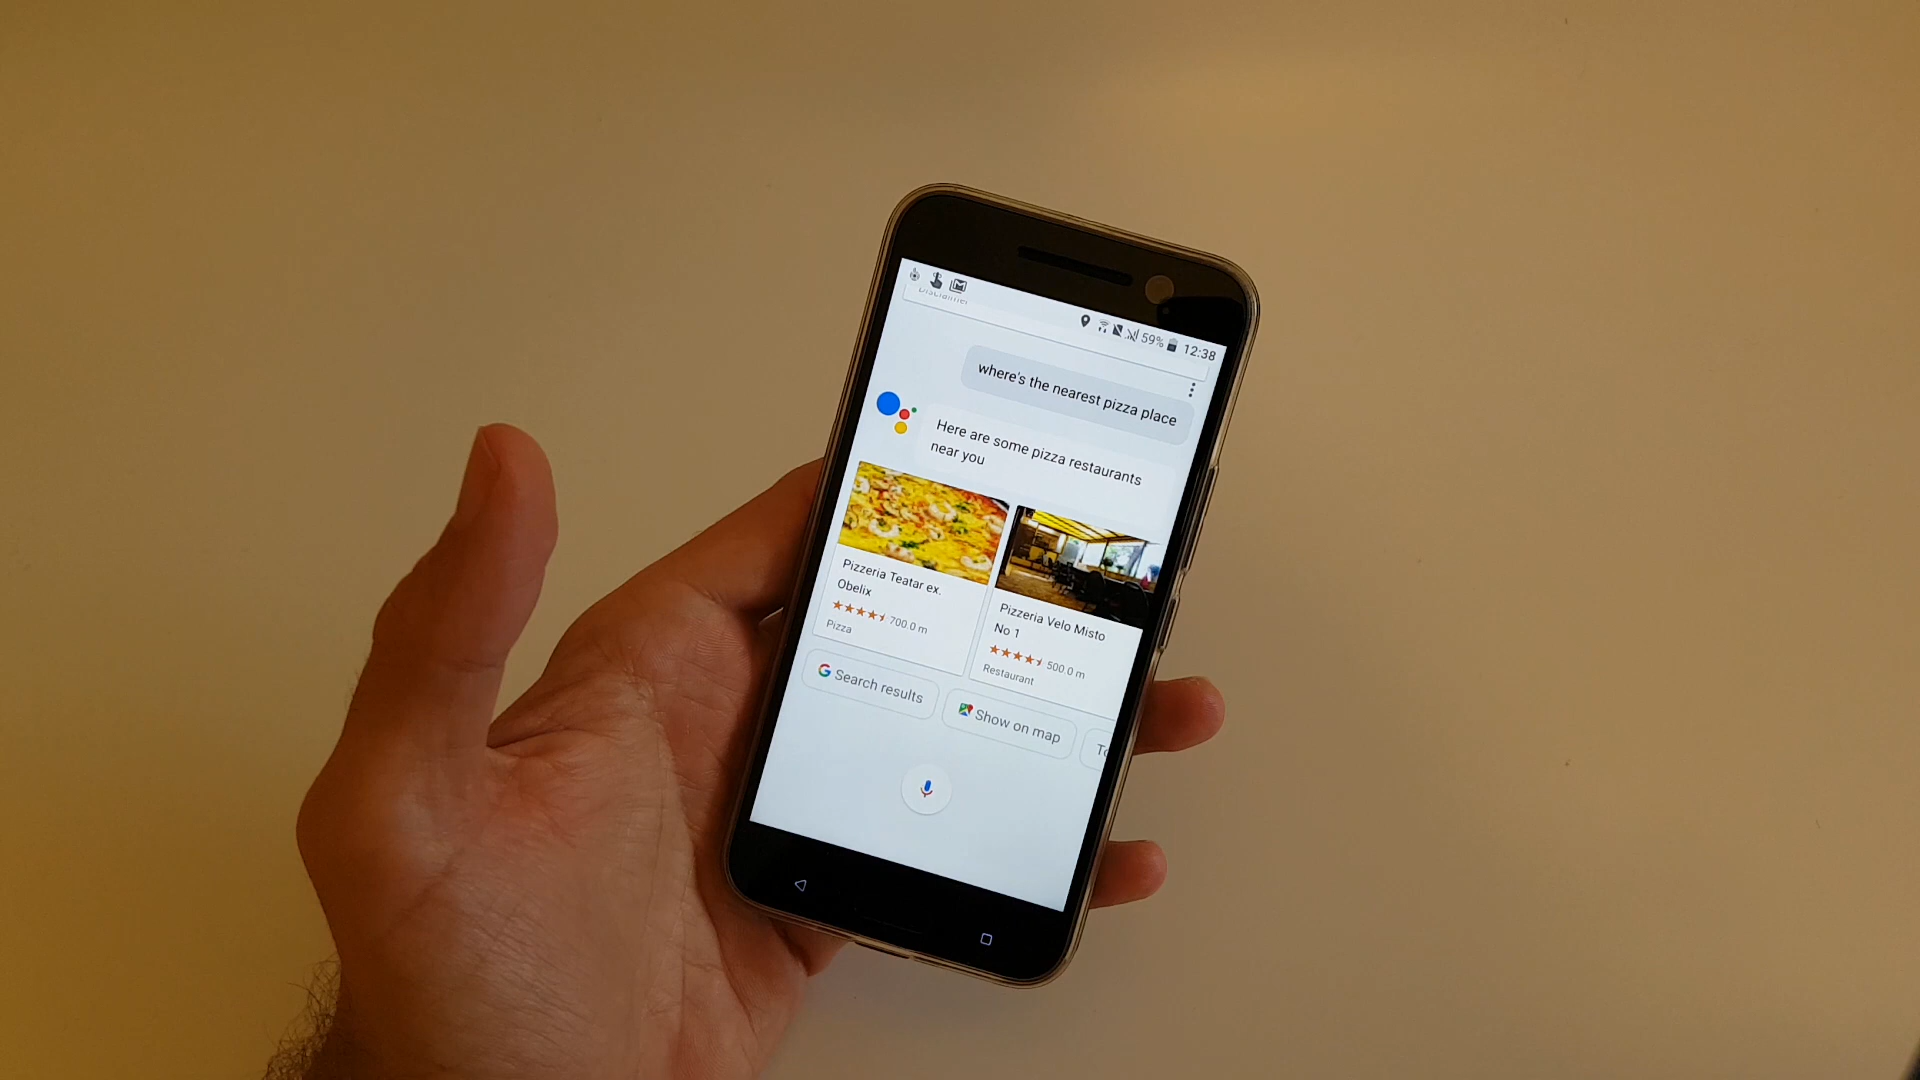 Disclaimer
59% 12:38
where's the nearest pizza place
Here are some pizza restaurants
near you
Pizzeria Teatar ex.
Obelix
700.0 m
Pizza
Pizzeria Velo Misto
No 1
500.0 m
Restaurant
Search results
Show on map